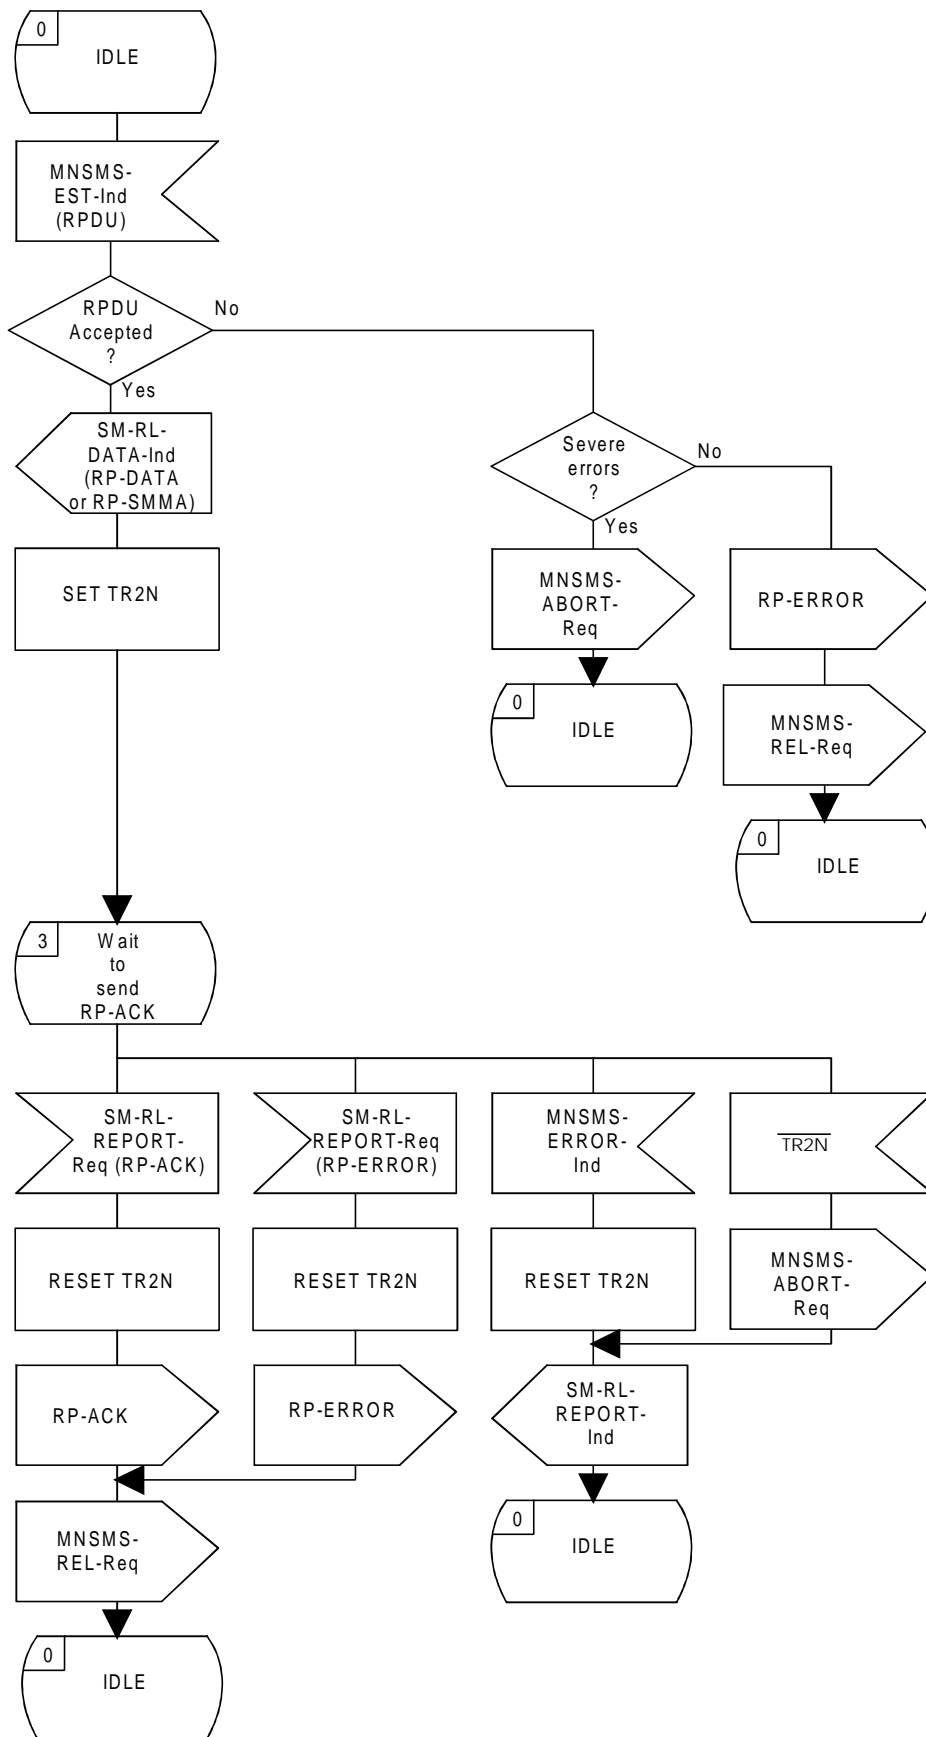 0
IDLE
MNSMS-
EST-Ind
(RPDU)
RPDU
Accepted
?
No
Yes
SM-RL-
DATA-Ind
(RP-DATA
or RP-SMMA)
Severe
errors
?
No
Yes
SET TR2N
MNSMS-
ABORT-
Req
RP-ERROR
0
IDLE
MNSMS-
REL-Req
0
IDLE
3
Wait
to
send
RP-ACK
SM-RL-
REPORT-
Req (RP-ACK)
SM-RL-
REPORT-Req
(RP-ERROR)
MNSMS-
ERROR-
Ind
TR2N
RESET TR2N
RESET TR2N
RESET TR2N
MNSMS-
ABORT-
Req
RP-ACK
RP-ERROR
SM-RL-
REPORT-
Ind
MNSMS-
REL-Req
0
IDLE
0
IDLE